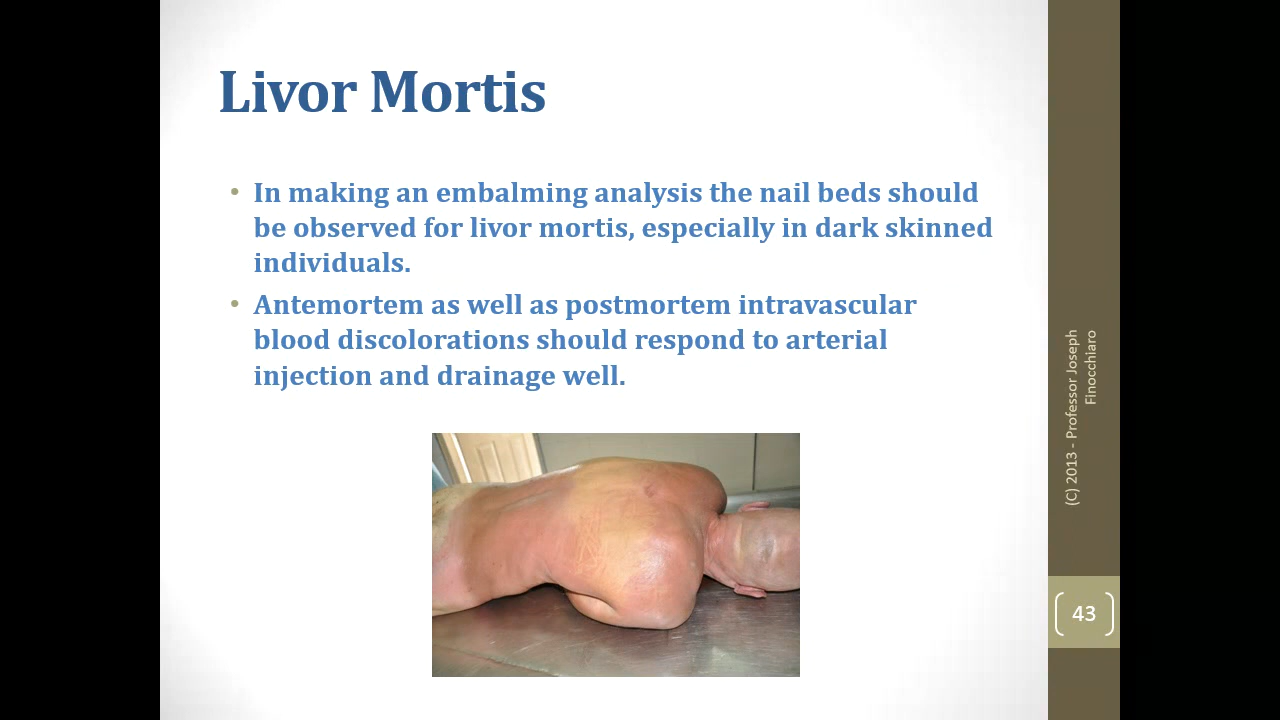 Livor Mortis
• In making an embalming analysis the nail beds should
be observed for livor mortis, especially in dark skinned
individuals.
• Antemortem as well as postmortem intravascular
blood discolorations should respond to arterial
injection and drainage well.
(C) 2013 - Professor Joseph
Finocchiaro
43